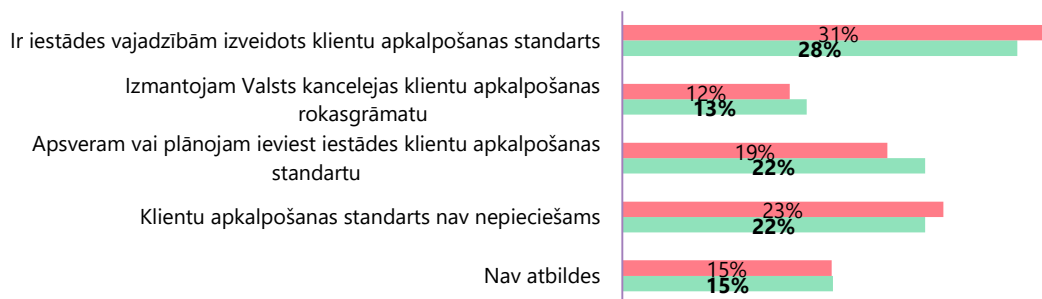 Ir iestādes vajadzībām izveidots klientu apkalpošanas standarts
31%
28%
Izmantojam Valsts kancelejas klientu apkalpošanas
rokasgrāmatu
12%
13%
Apsveram vai plānojam ieviest iestādes klientu apkalpošanas
standartu
19%
22%
Klientu apkalpošanas standarts nav nepieciešams
23%
22%
Nav atbildes
15%
15%